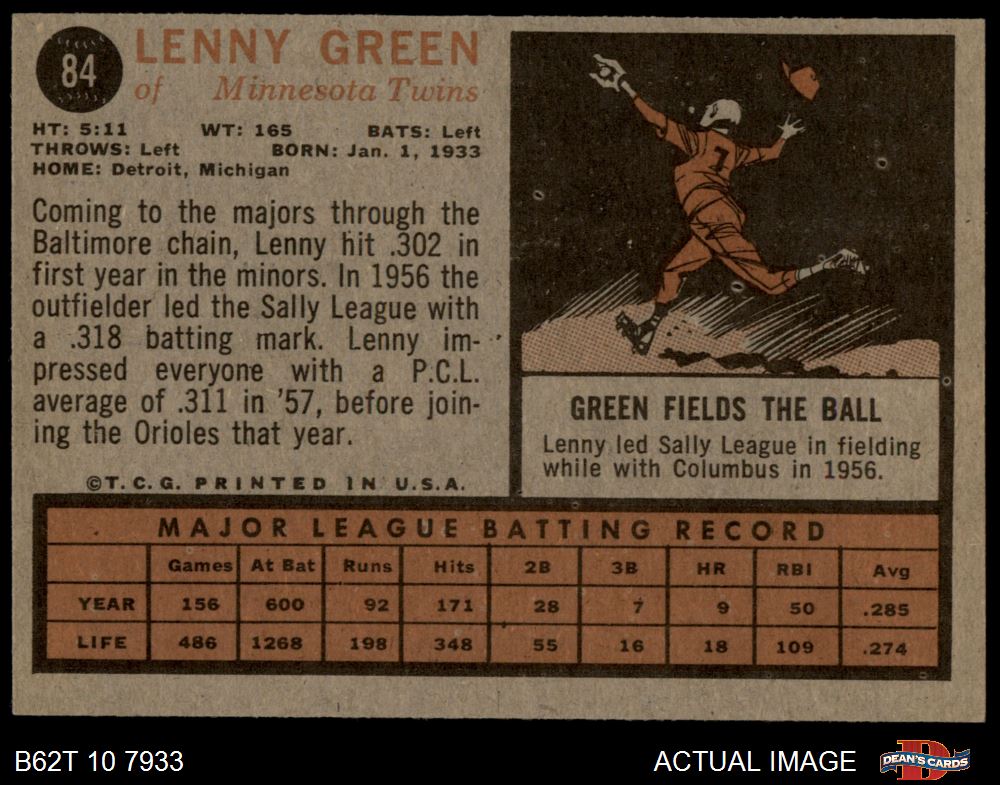 84
LENNY GREEN
of Minnesota Twins
HT: 5:11 WT: 165 BATS: Left
THROWS: Left BORN: Jan. 1, 1933
HOME: Detroit, Michigan
Coming to the majors through the
Baltimore chain, Lenny hit .302 in
first year in the minors. In 1956 the
outfielder led the Sally League with
a .318 batting mark. Lenny im-
pressed everyone with a P.C.L.
average of .311 in '57, before join-
ing the Orioles that year.
©T.C.G. PRINTED IN U.S.A.
7
GREEN FIELDS THE BALL
Lenny led Sally League in fielding
while with Columbus in 1956.
MAJOR LEAGUE BATTING RECORD
Games At Bat Runs Hits 2B 3B HR RBI Avg
YEAR 156 600 92 171 28 7 9 50 .285
LIFE 486 1268 198 348 55 16 18 109 .274
B62T 10 7933 ACTUAL IMAGE
D
DEAN'S CARDS